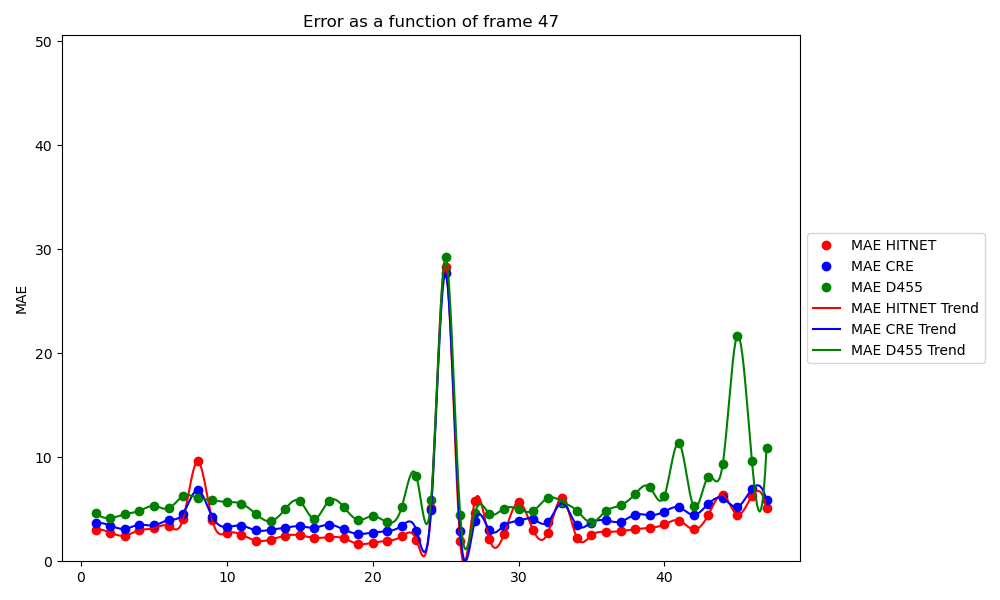 Error as a function of frame 47
MAE
50
40
30
20
10
0
0
10
20
30
40
MAE HITNET
MAE CRE
MAE D455
MAE HITNET Trend
MAE CRE Trend
MAE D455 Trend